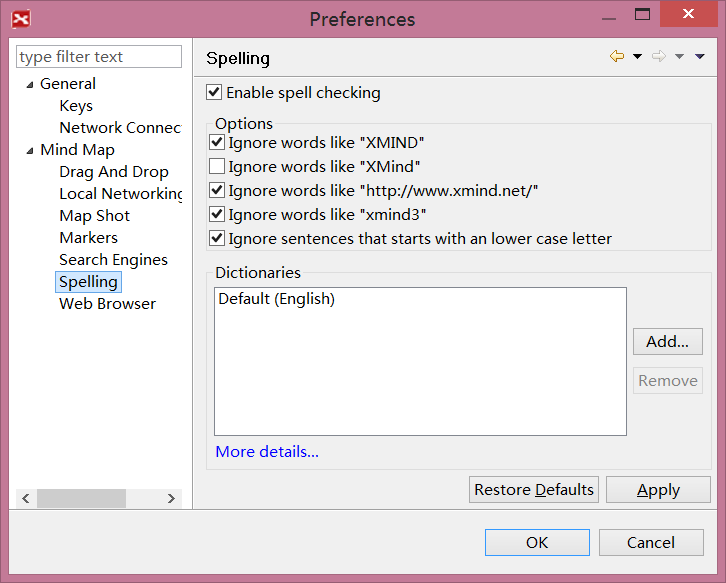 Preferences
type filter text
General
Keys
Network Connec
Mind Map
Drag And Drop
Local Networking
Map Shot
Markers
Search Engines
Spelling
Web Browser
Spelling
Enable spell checking
Options
Ignore words like "XMIND"
Ignore words like "XMind"
Ignore words like "http://www.xmind.net/"
Ignore words like "xmind3"
Ignore sentences that starts with an lower case letter
Dictionaries
Default (English)
Add...
Remove
More details...
Restore Defaults
Apply
OK
Cancel